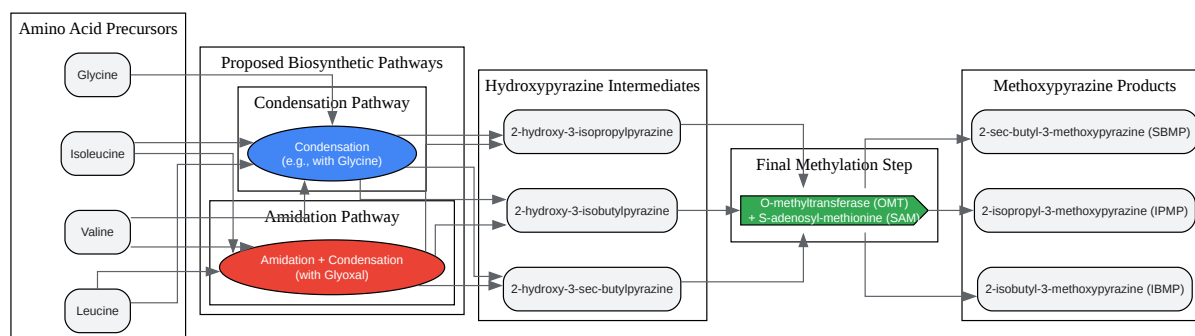 Amino Acid Precursors
Glycine
Isoleucine
Valine
Leucine
Proposed Biosynthetic Pathways
Condensation Pathway
Condensation
(e.g., with Glycine)
Amidation Pathway
Amidation + Condensation
(with Glyoxal)
Hydroxypyrazine Intermediates
2-hydroxy-3-isopropylpyrazine
2-hydroxy-3-isobutylpyrazine
2-hydroxy-3-sec-butylpyrazine
Final Methylation Step
O-methyltransferase (OMT)
+ S-adenosyl-methionine (SAM)
Methoxypyrazine Products
2-sec-butyl-3-methoxypyrazine (SBMP)
2-isopropyl-3-methoxypyrazine (IPMP)
2-isobutyl-3-methoxypyrazine (IBMP)